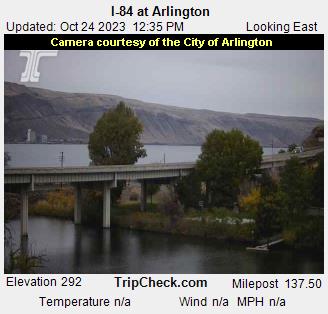 I-84 at Arlington
Updated: Oct 24 2023 12:35 PM Looking East
Camera courtesy of the City of Arlington
Elevation 292 TripCheck.com Milepost 137.50
Temperature n/a Wind n/a MPH n/a